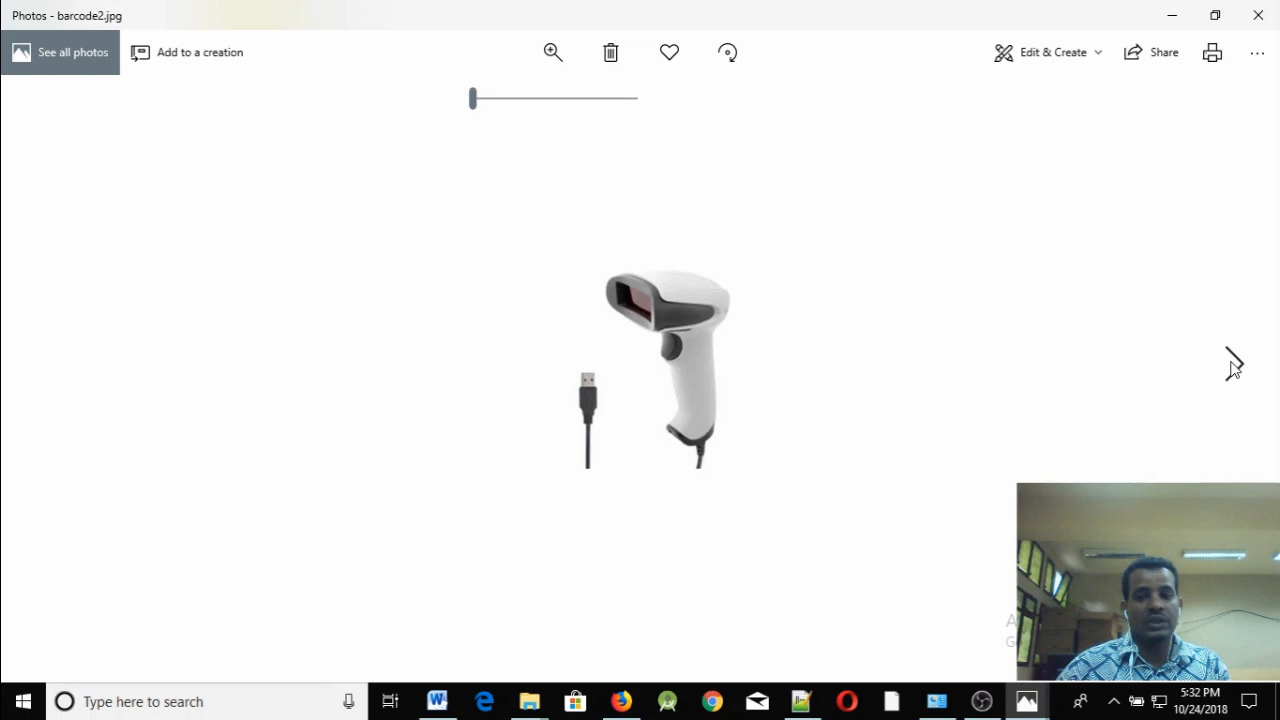 Photos - barcode2.jpg
See all photos
Add to a creation
Edit & Create
Share
Type here to search
5:32 PM
10/24/2018